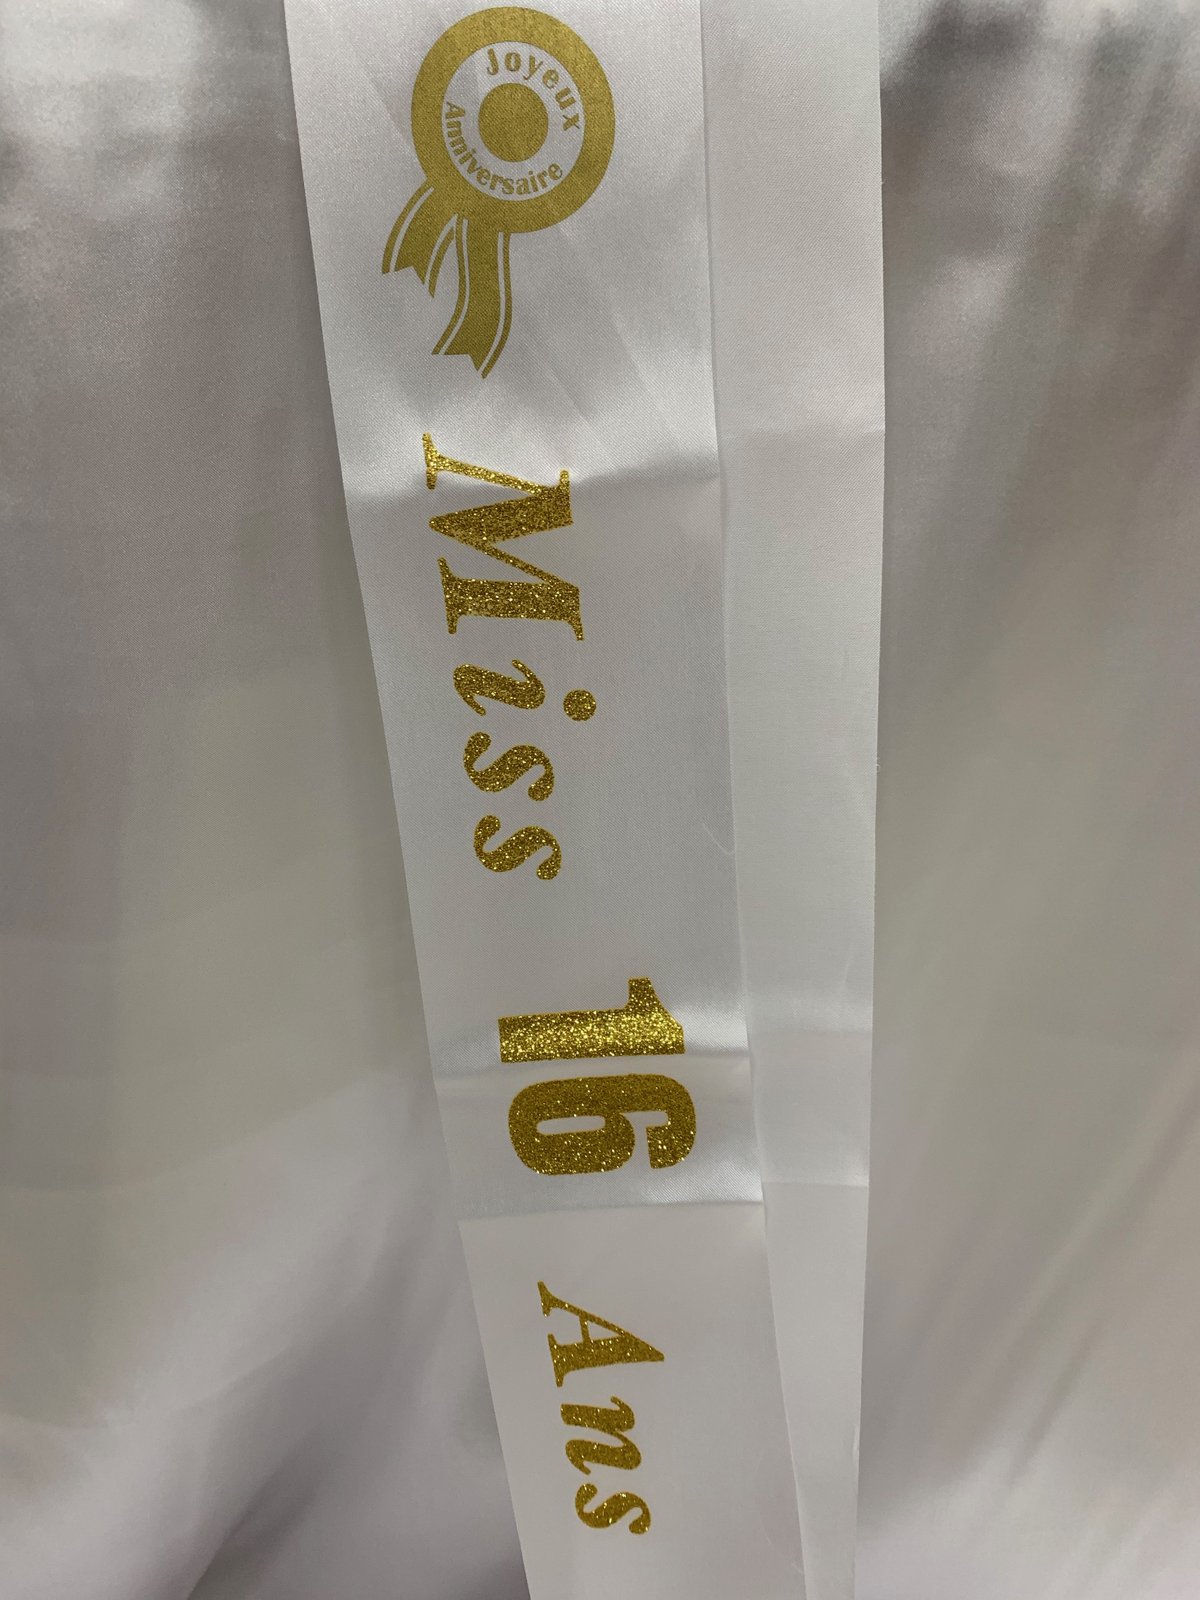 Joyeux
Anniversaire
Miss 16 Ans